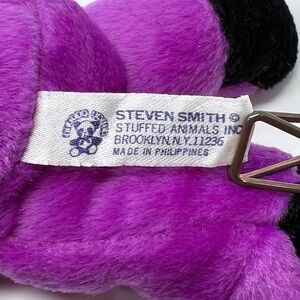 STEVEN SMITH ©
STUFFED ANIMALS INC
BROOKLYN, N.Y. 11236
MADE IN PHILIPPINES